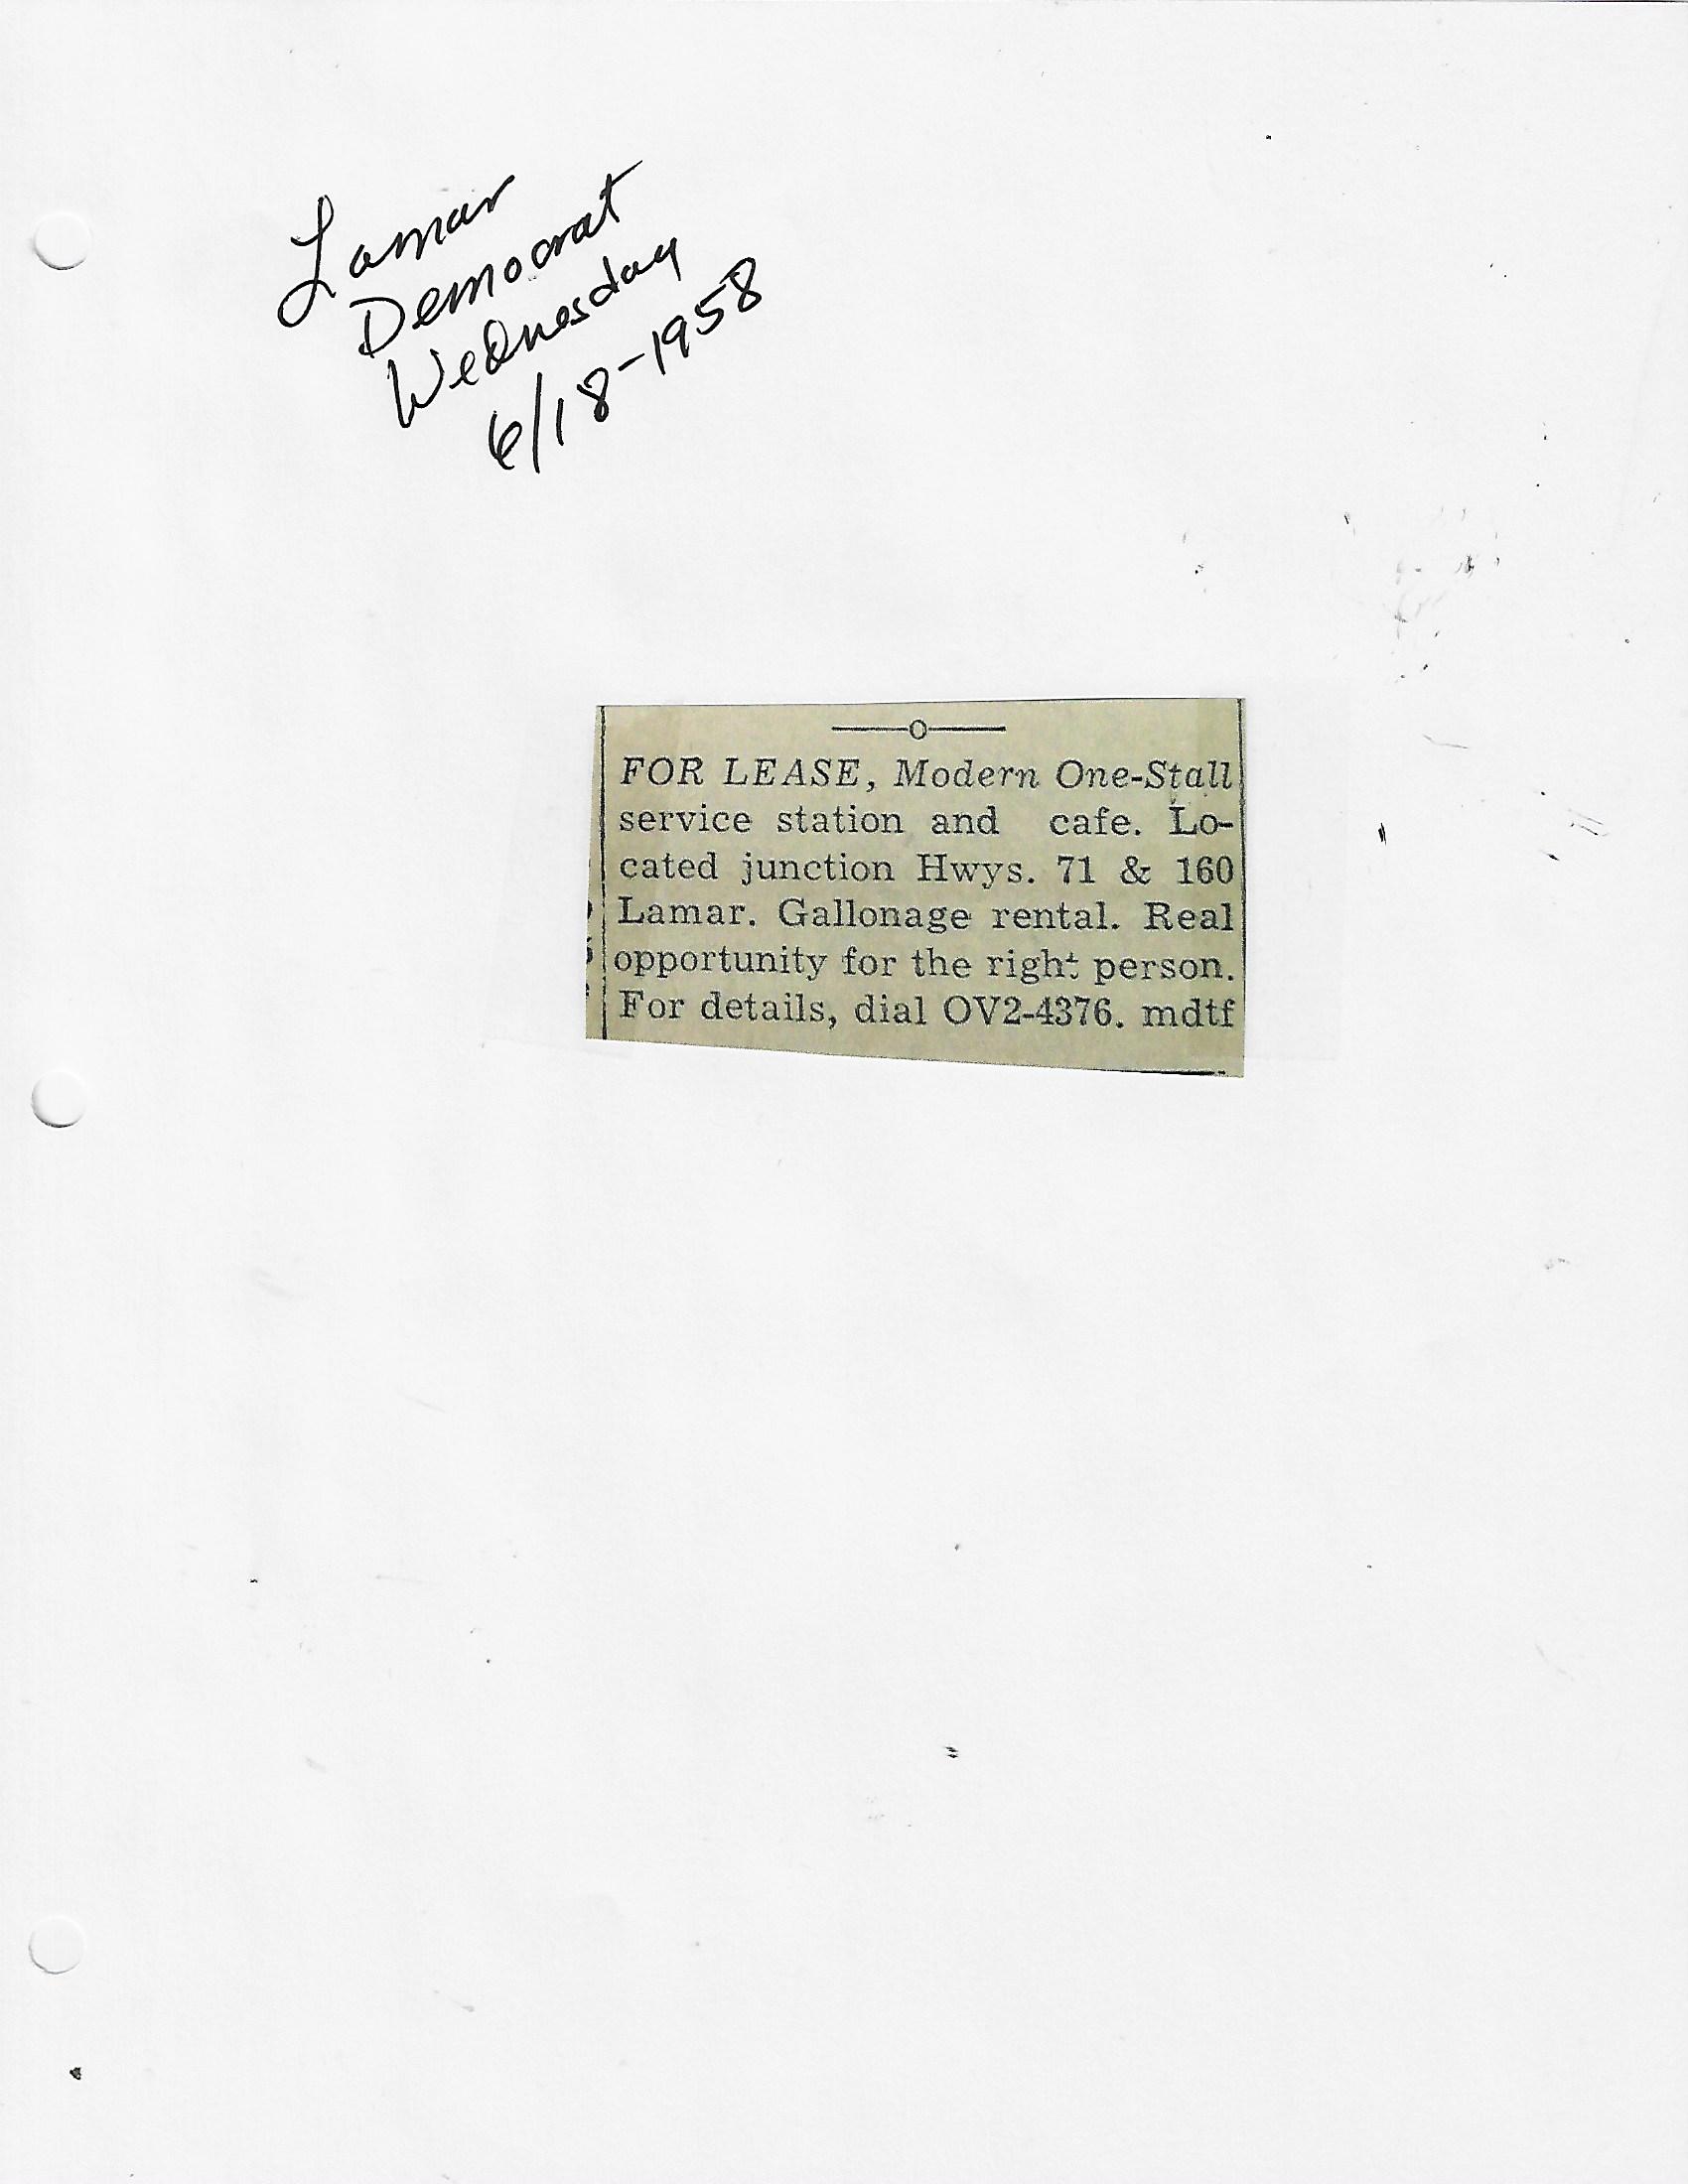 Lamar
Democrat
Wednesday
6/18-1958
FOR LEASE, Modern One-Stall
service station and cafe. Lo-
cated junction Hwys. 71 & 160
Lamar. Gallonage rental. Real
opportunity for the right person.
For details, dial OV2-4376. mdtf